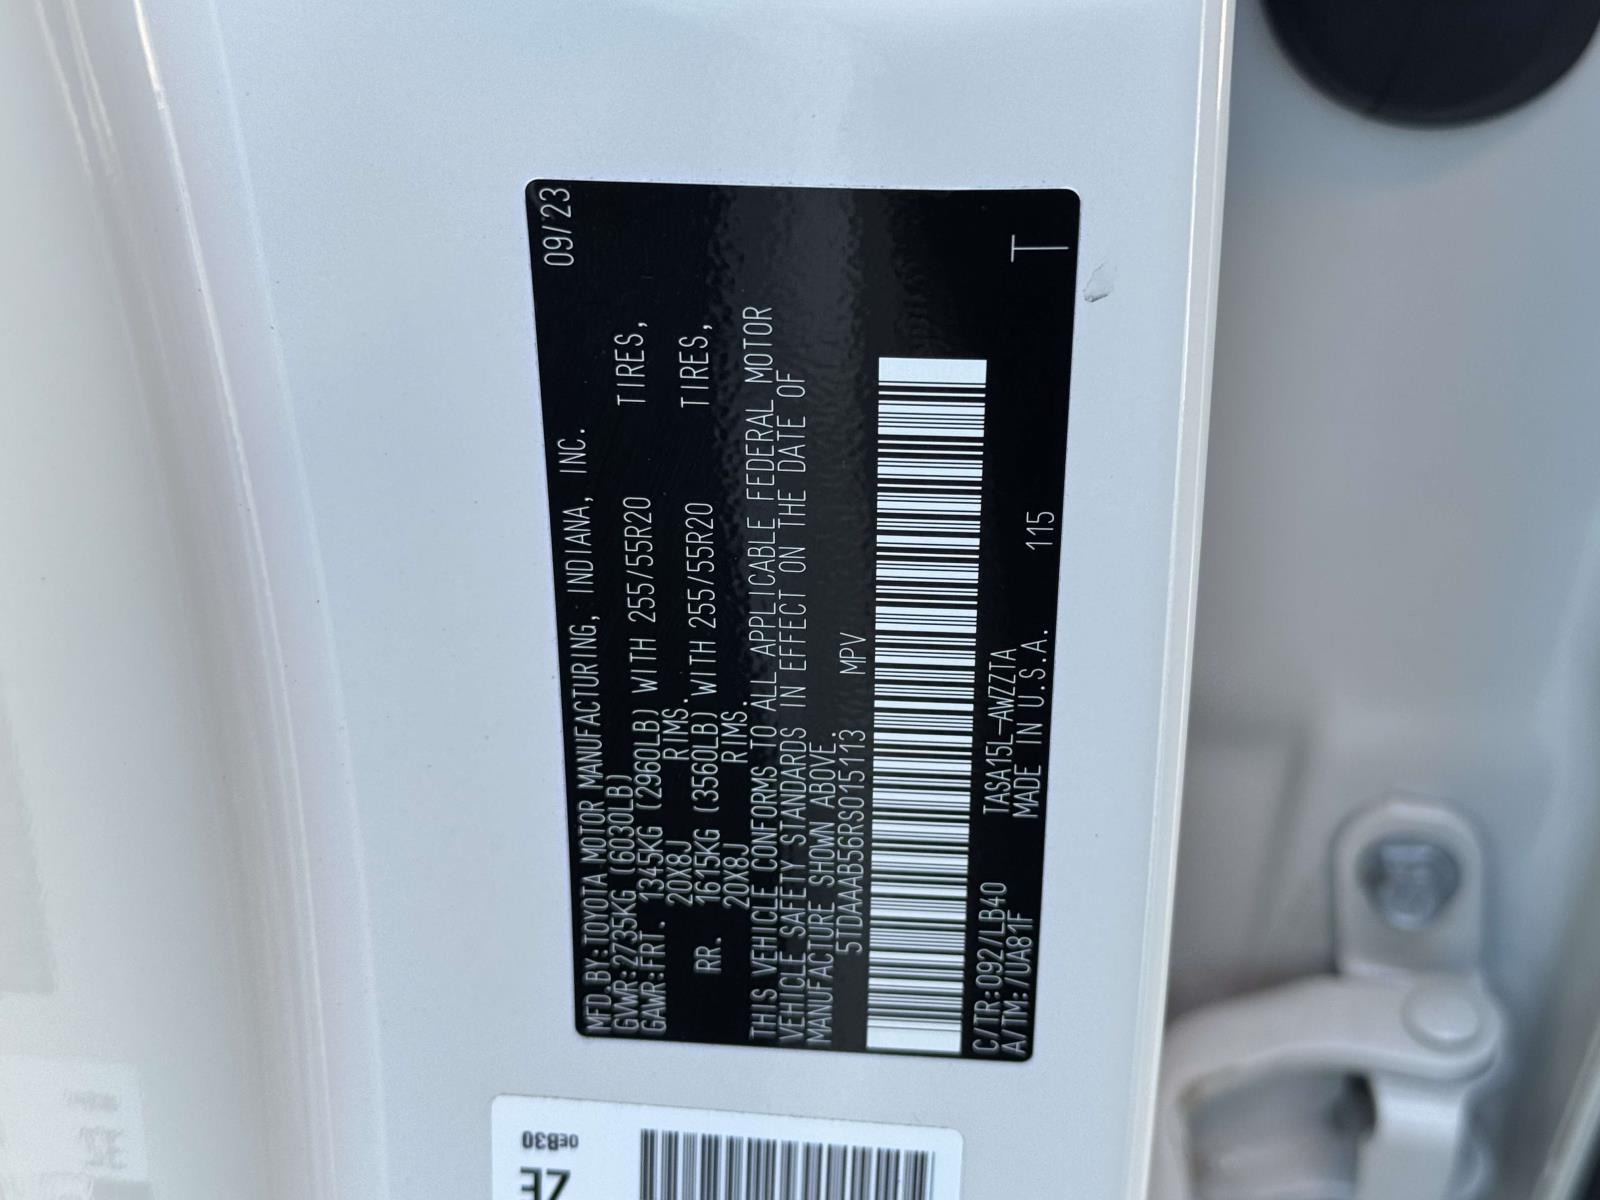 MFD.BY:TOYOTA MOTOR MANUFACTURING, INDIANA, INC. 09/23
GVWR:2735KG (6030LB)
GAWR:FRT. 1345KG (2960LB) WITH 255/55R20 TIRES,
20X8J RIMS.
RR. 1615KG (3560LB) WITH 255/55R20 TIRES,
20X8J RIMS.
THIS VEHICLE CONFORMS TO ALL APPLICABLE FEDERAL MOTOR
VEHICLE SAFETY STANDARDS IN EFFECT ON THE DATE OF
MANUFACTURE SHOWN ABOVE.
5TDAAAB56RS015113 MPV
C/TR:092/LB40 TASA15L-AWZZTA
A/TM:/UA81F MADE IN U.S.A. 115 T
0EB30
ZE